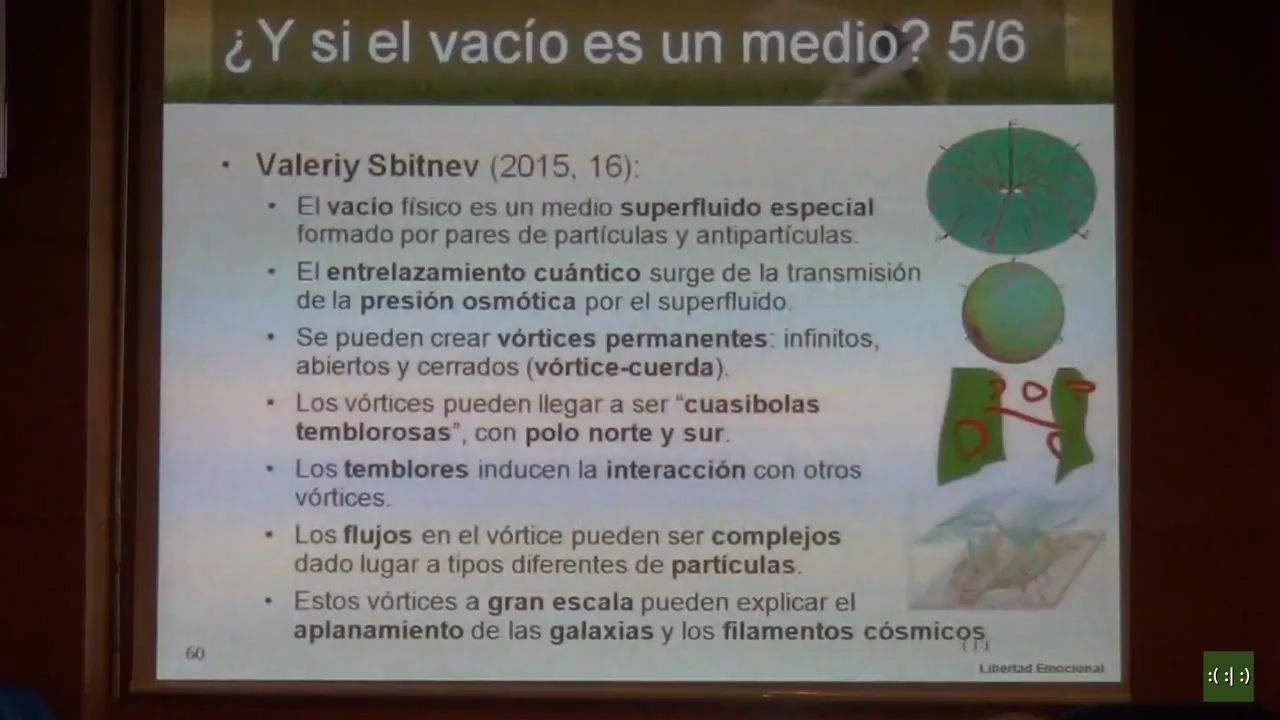 ¿Y si el vacío es un medio? 5/6
• Valeriy Sbitnev (2015, 16):
• El vacío físico es un medio superfluido especial
formado por pares de partículas y antipartículas.
• El entrelazamiento cuántico surge de la transmisión
de la presión osmótica por el superfluido.
• Se pueden crear vórtices permanentes: infinitos,
abiertos y cerrados (vórtice-cuerda).
• Los vórtices pueden llegar a ser “cuasibolas
temblorosas”, con polo norte y sur.
• Los temblores inducen la interacción con otros
vórtices.
• Los flujos en el vórtice pueden ser complejos
dado lugar a tipos diferentes de partículas.
• Estos vórtices a gran escala pueden explicar el
aplanamiento de las galaxias y los filamentos cósmicos
60
Libertad Emocional
:( :| :)